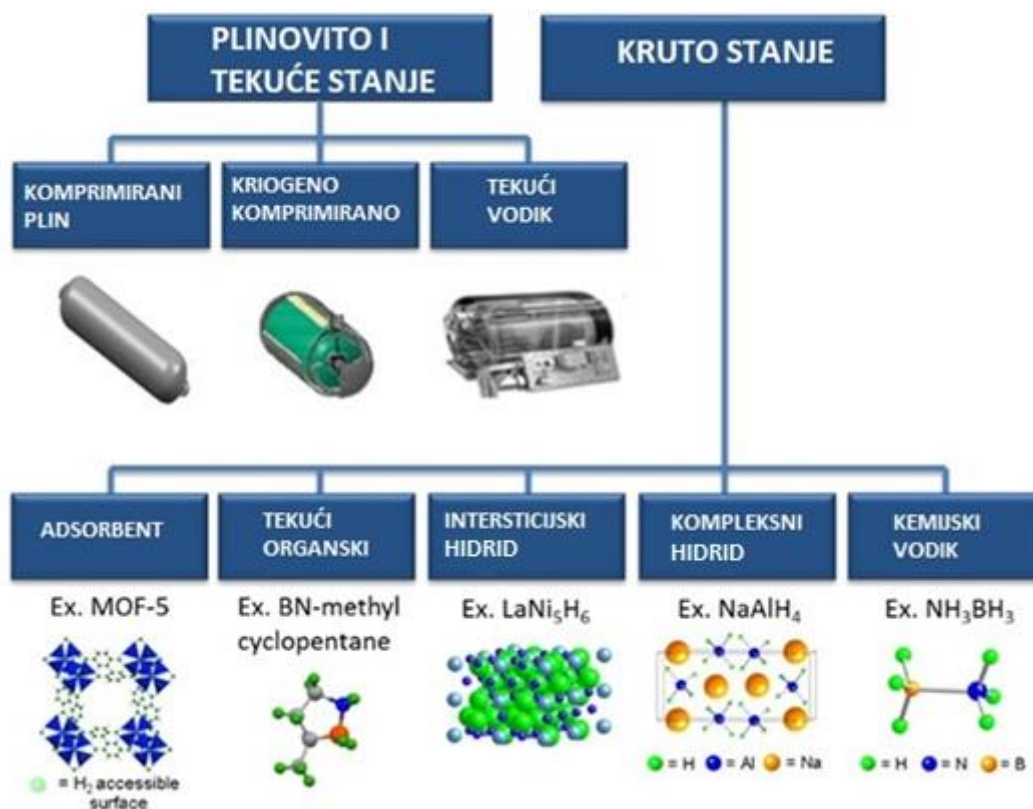 PLINOVITO I
TEKUĆE STANJE
KRUTO STANJE
KOMPRIMIRANI
PLIN
KRIOGENO
KOMPRIMIRANO
TEKUĆI
VODIK
ADSORBENT
TEKUĆI
ORGANSKI
INTERSTICIJSKI
HIDRID
KOMPLEKSNI
HIDRID
KEMIJSKI
VODIK
Ex. MOF-5
Ex. BN-methyl
cyclopentane
Ex. LaNi₅H₆
Ex. NaAlH₄
Ex. NH₃BH₃
= H₂ accessible
surface
= H = Al = Na
= H = N = B